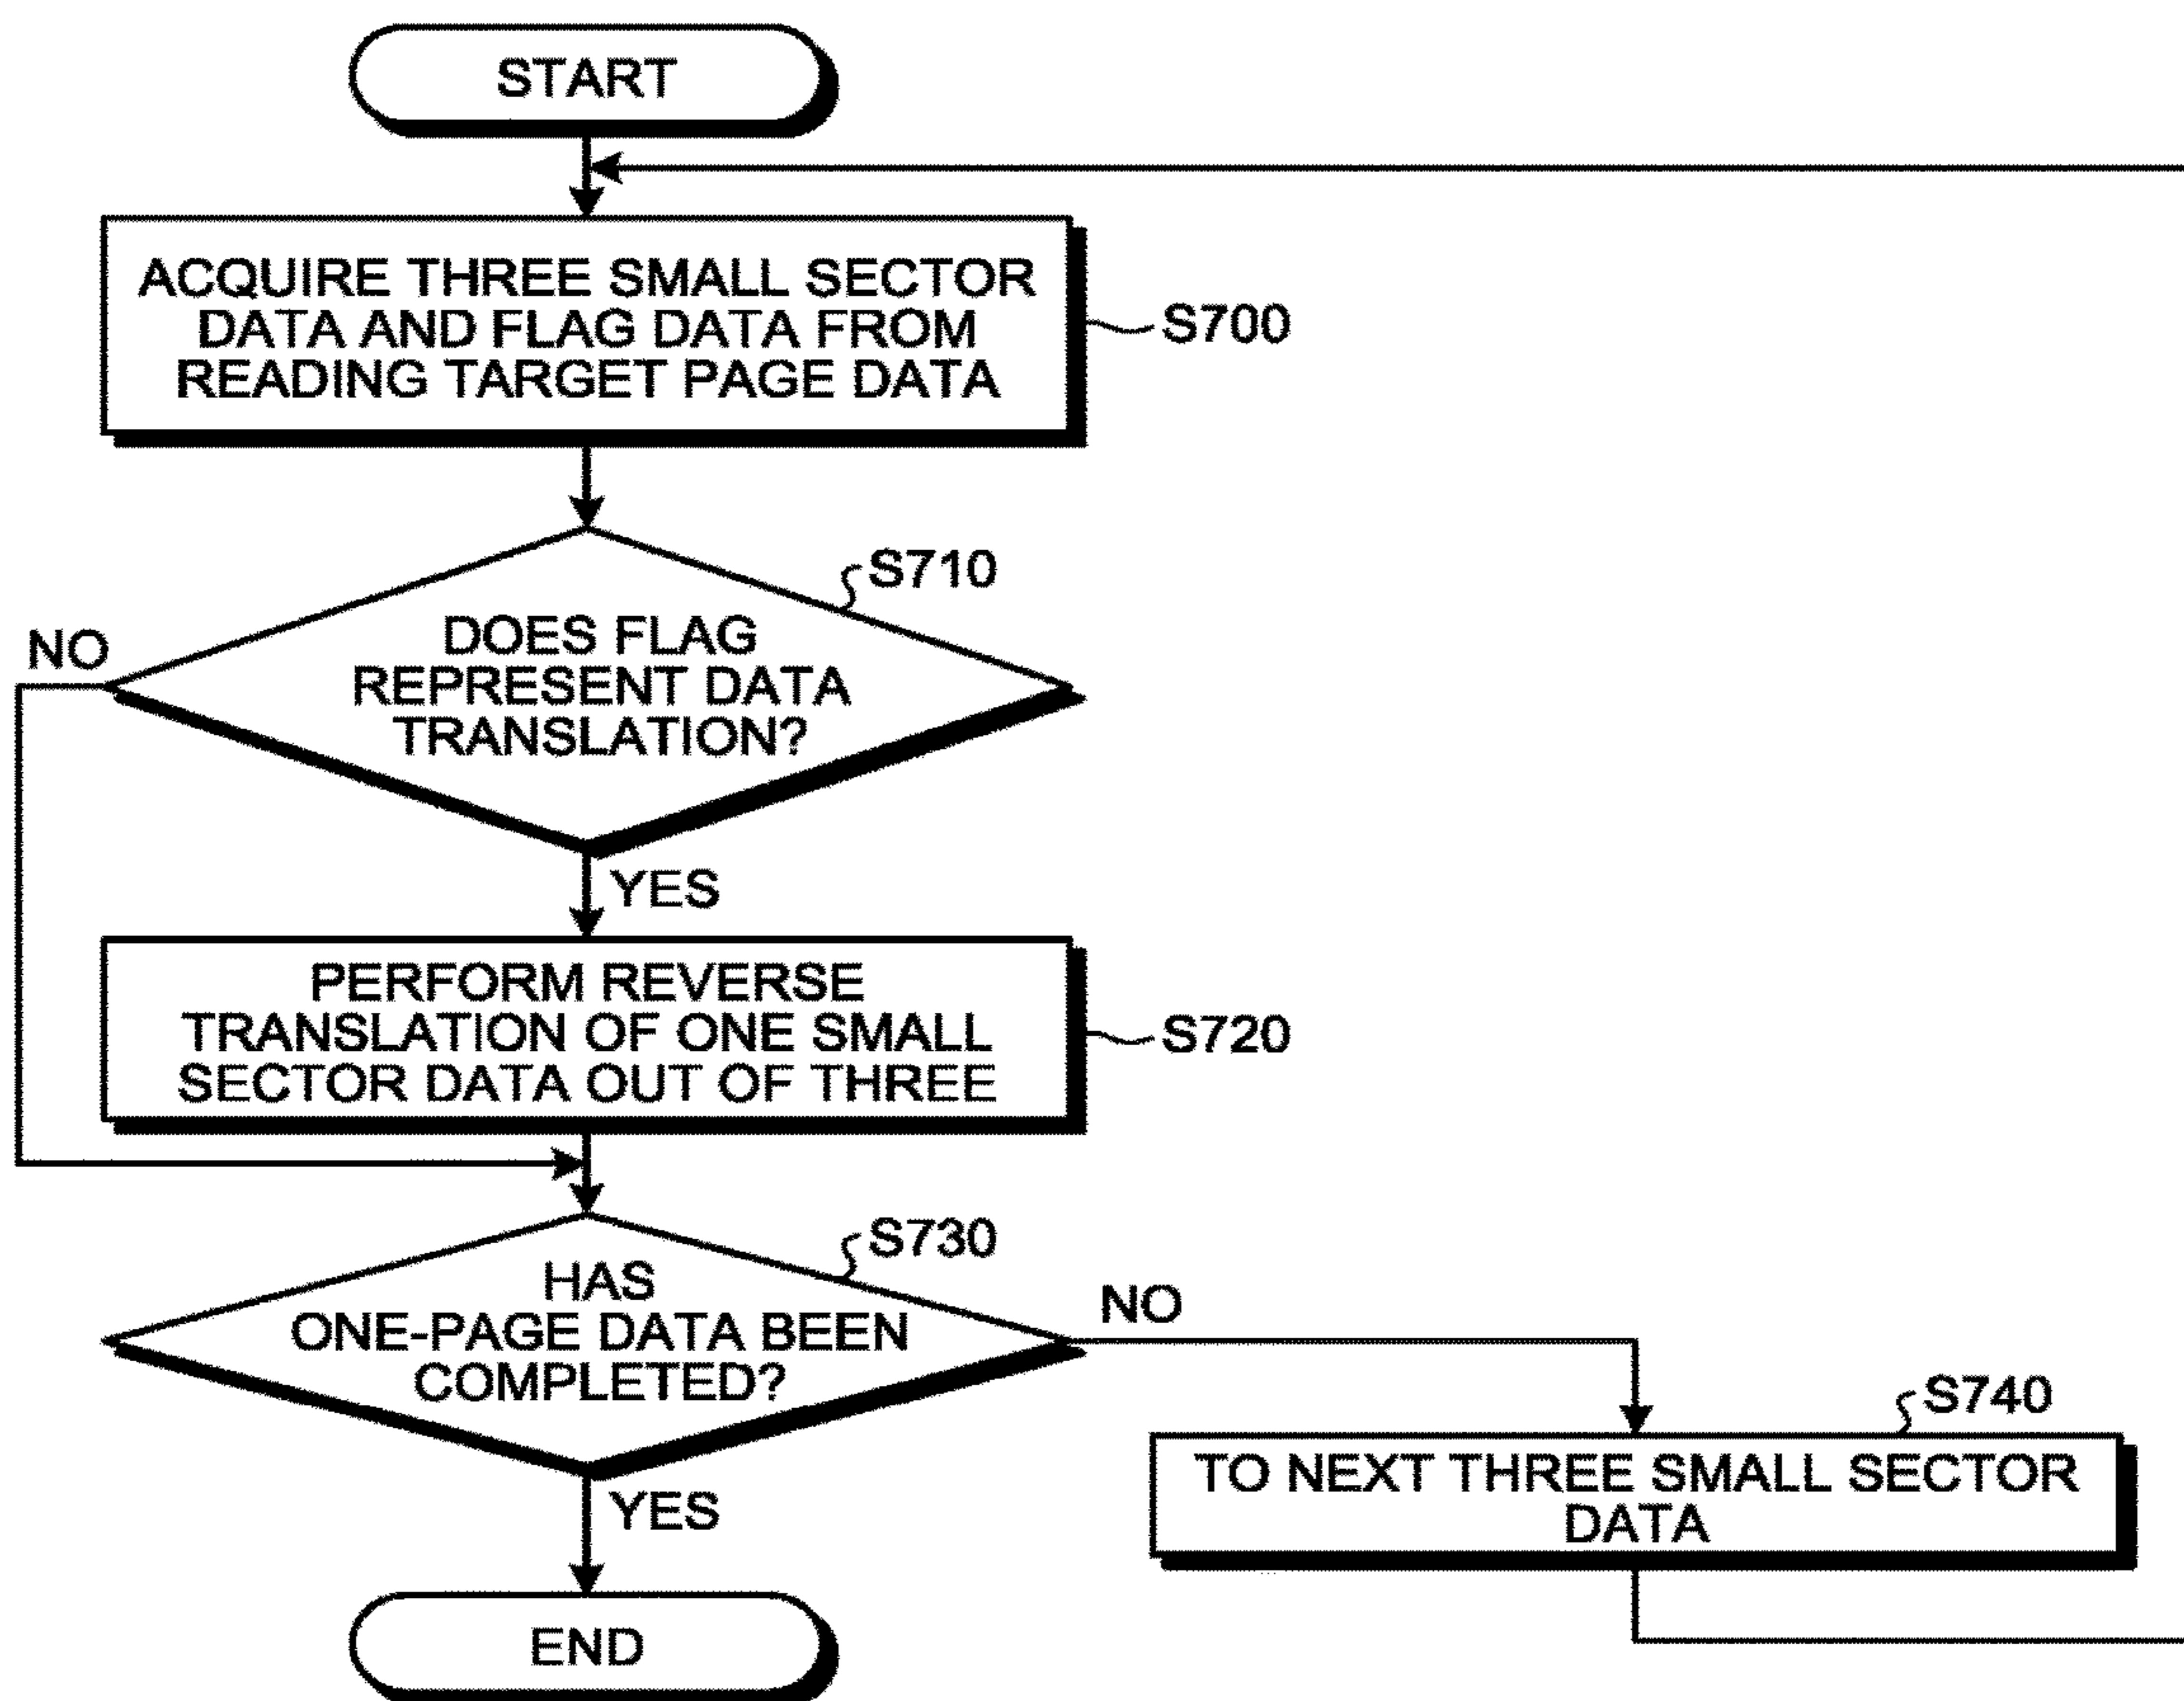 START
ACQUIRE THREE SMALL SECTOR
DATA AND FLAG DATA FROM
READING TARGET PAGE DATA
S700
S710
DOES FLAG
REPRESENT DATA
TRANSLATION?
NO
YES
PERFORM REVERSE
TRANSLATION OF ONE SMALL
SECTOR DATA OUT OF THREE
S720
S730
HAS
ONE-PAGE DATA BEEN
COMPLETED?
NO
S740
TO NEXT THREE SMALL SECTOR
DATA
YES
END